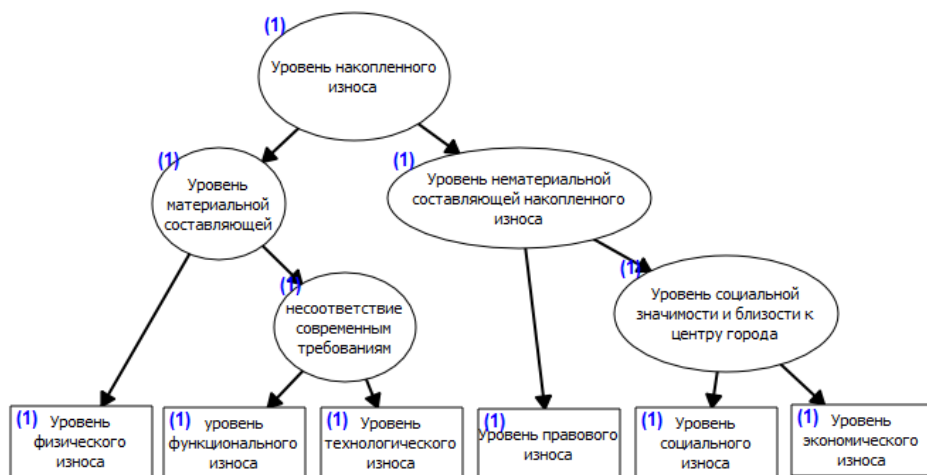 (1)
Уровень накопленного
износа
(1)
Уровень
материальной
составляющей
(1)
Уровень нематериальной
составляющей накопленного
износа
(1)
несоответствие
современным
требованиям
(1)
Уровень социальной
значимости и близости к
центру города
(1)
Уровень
физического
износа
(1)
уровень
функционального
износа
(1)
Уровень
технологического
износа
(1)
Уровень правового
износа
(1)
Уровень
социального
износа
(1)
Уровень
экономического
износа